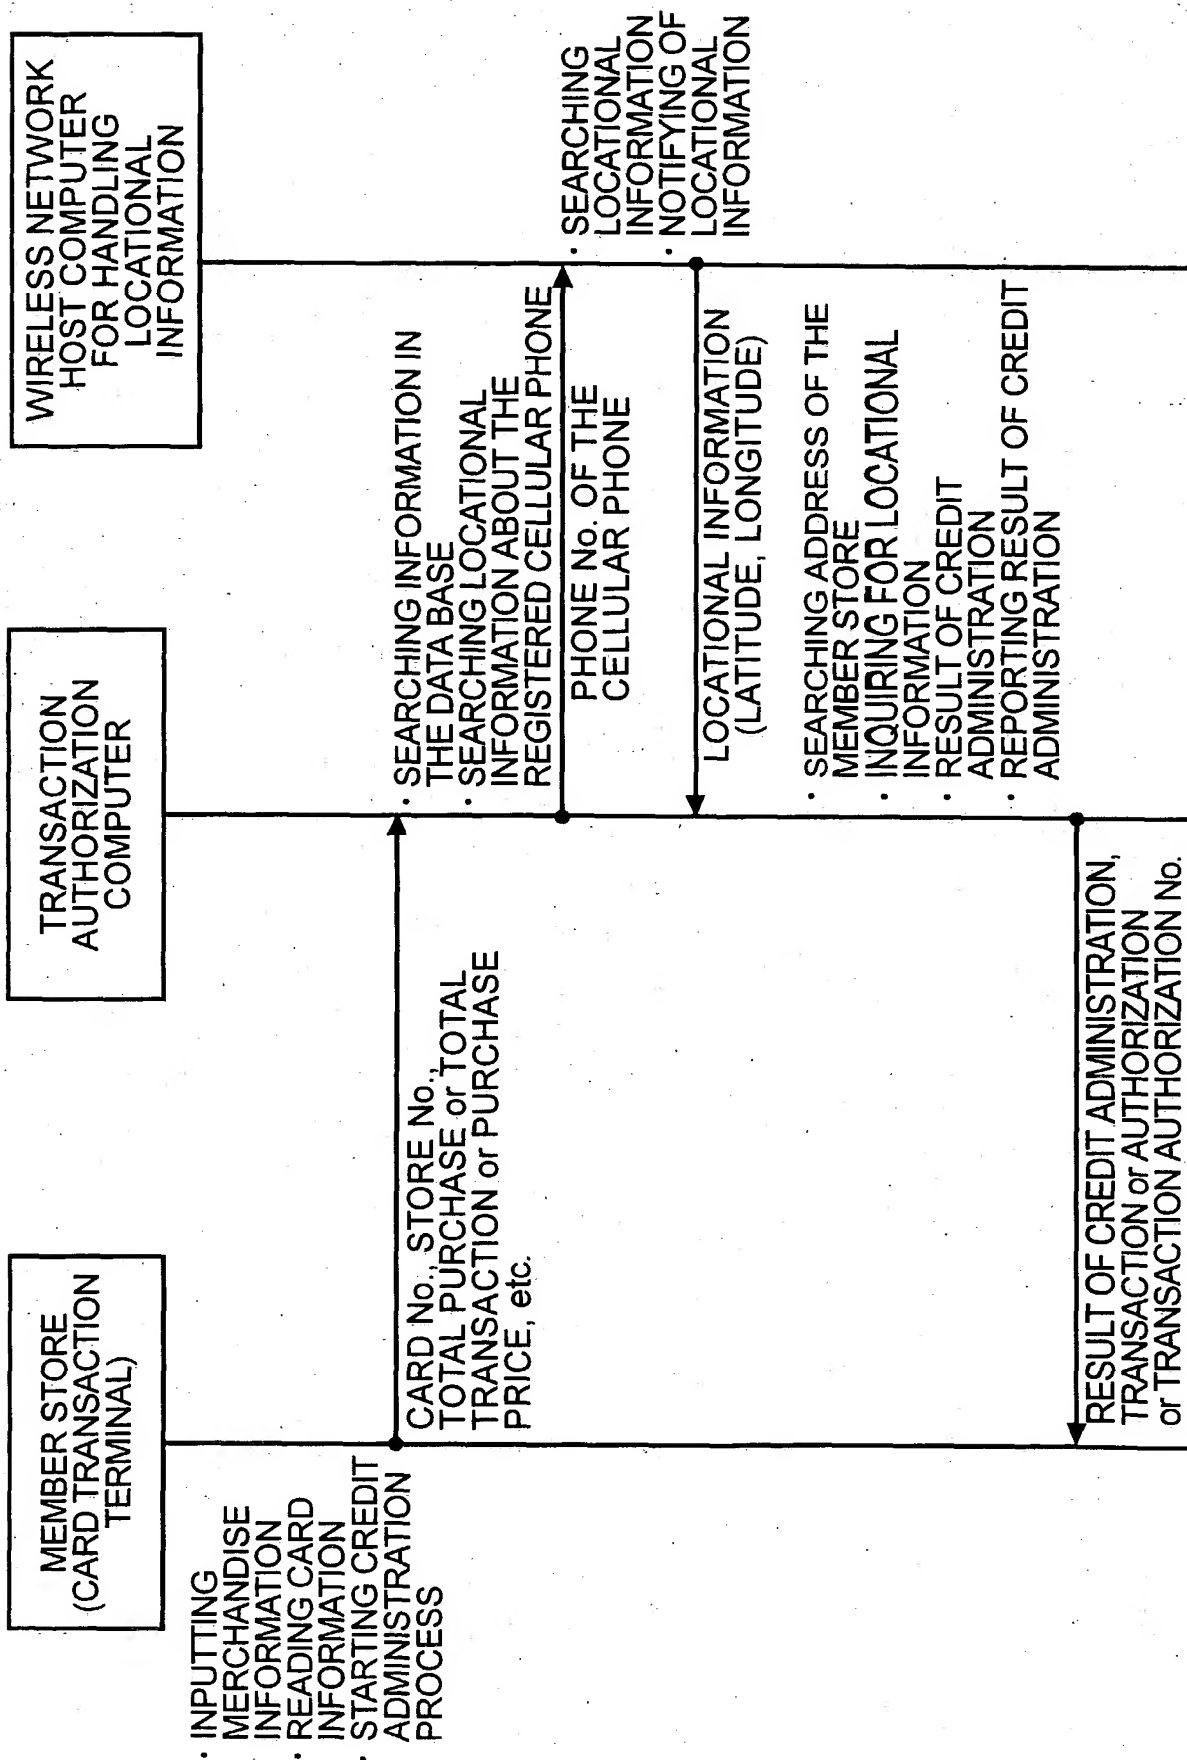 MEMBER STORE
(CARD TRANSACTION
TERMINAL)
TRANSACTION
AUTHORIZATION
COMPUTER
WIRELESS NETWORK
HOST COMPUTER
FOR HANDLING
LOCATIONAL
INFORMATION
· INPUTTING
MERCHANDISE
INFORMATION
· READING CARD
INFORMATION
· STARTING CREDIT
ADMINISTRATION
PROCESS
CARD No., STORE No.,
TOTAL PURCHASE or TOTAL
TRANSACTION or PURCHASE
PRICE, etc.
· SEARCHING INFORMATION IN
THE DATA BASE
· SEARCHING LOCATIONAL
INFORMATION ABOUT THE
REGISTERED CELLULAR PHONE
PHONE No. OF THE
CELLULAR PHONE
· SEARCHING
LOCATIONAL
INFORMATION
· NOTIFYING OF
LOCATIONAL
INFORMATION
LOCATIONAL INFORMATION
(LATITUDE, LONGITUDE)
· SEARCHING ADDRESS OF THE
MEMBER STORE
· INQUIRING FOR LOCATIONAL
INFORMATION
· RESULT OF CREDIT
ADMINISTRATION
· REPORTING RESULT OF CREDIT
ADMINISTRATION
RESULT OF CREDIT ADMINISTRATION,
TRANSACTION or AUTHORIZATION
or TRANSACTION AUTHORIZATION No.